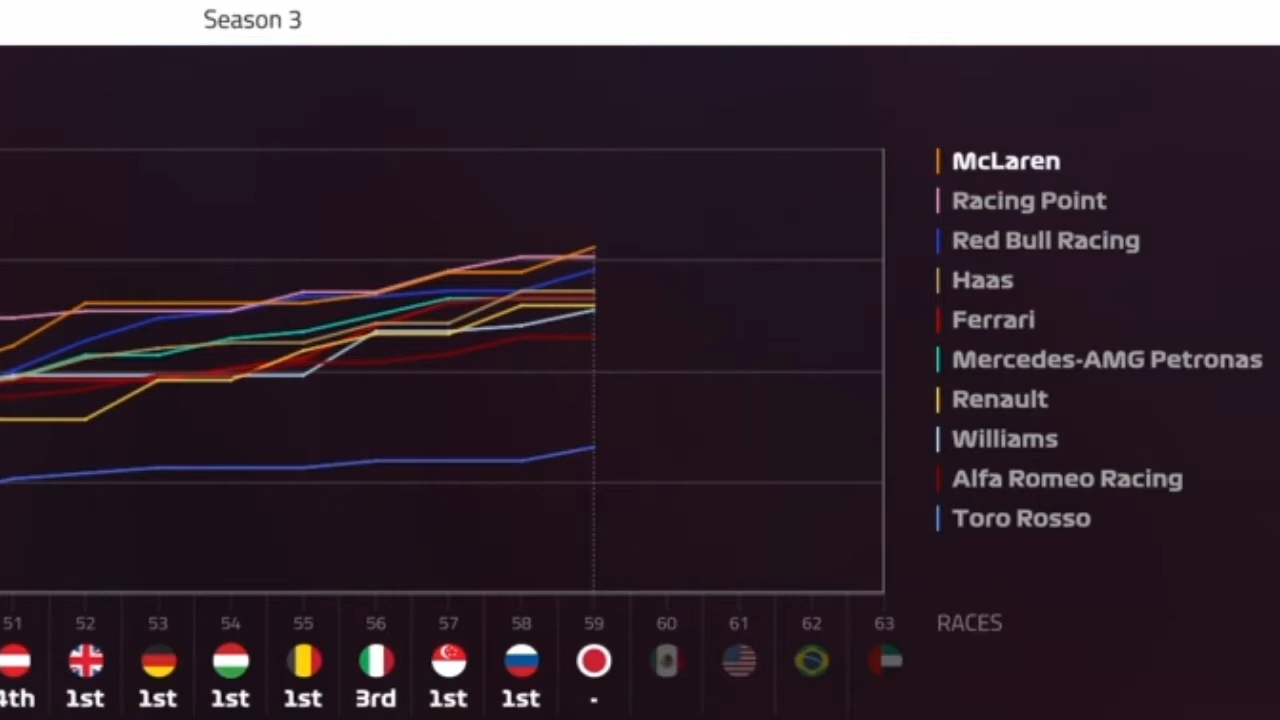 Season 3
McLaren
Racing Point
Red Bull Racing
Haas
Ferrari
Mercedes-AMG Petronas
Renault
Williams
Alfa Romeo Racing
Toro Rosso
51 52 53 54 55 56 57 58 59 60 61 62 63 RACES
4th 1st 1st 1st 1st 3rd 1st 1st -